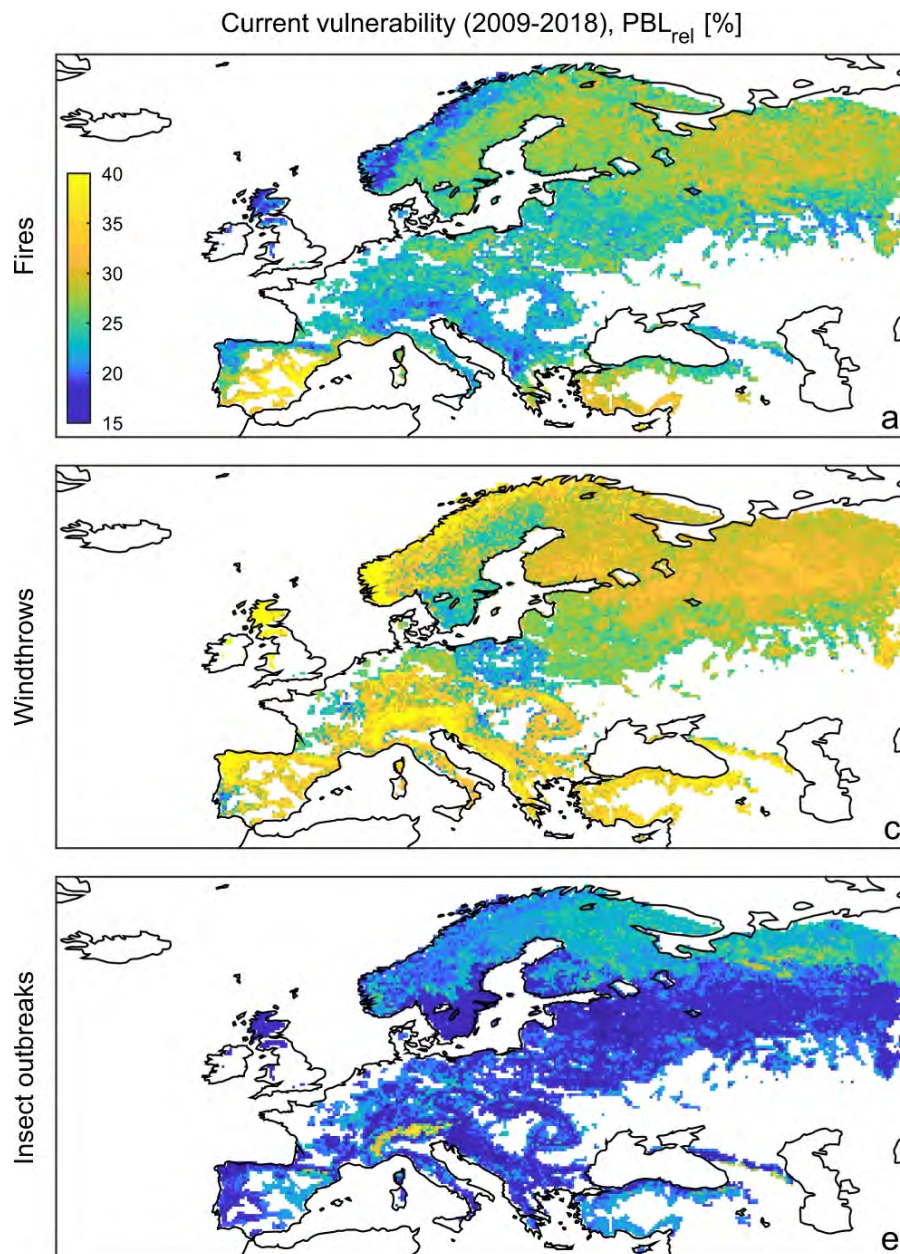 Current vulnerability (2009-2018), PBLrel [%]
Fires
40
35
30
25
20
15
a
Windthrows
c
Insect outbreaks
e